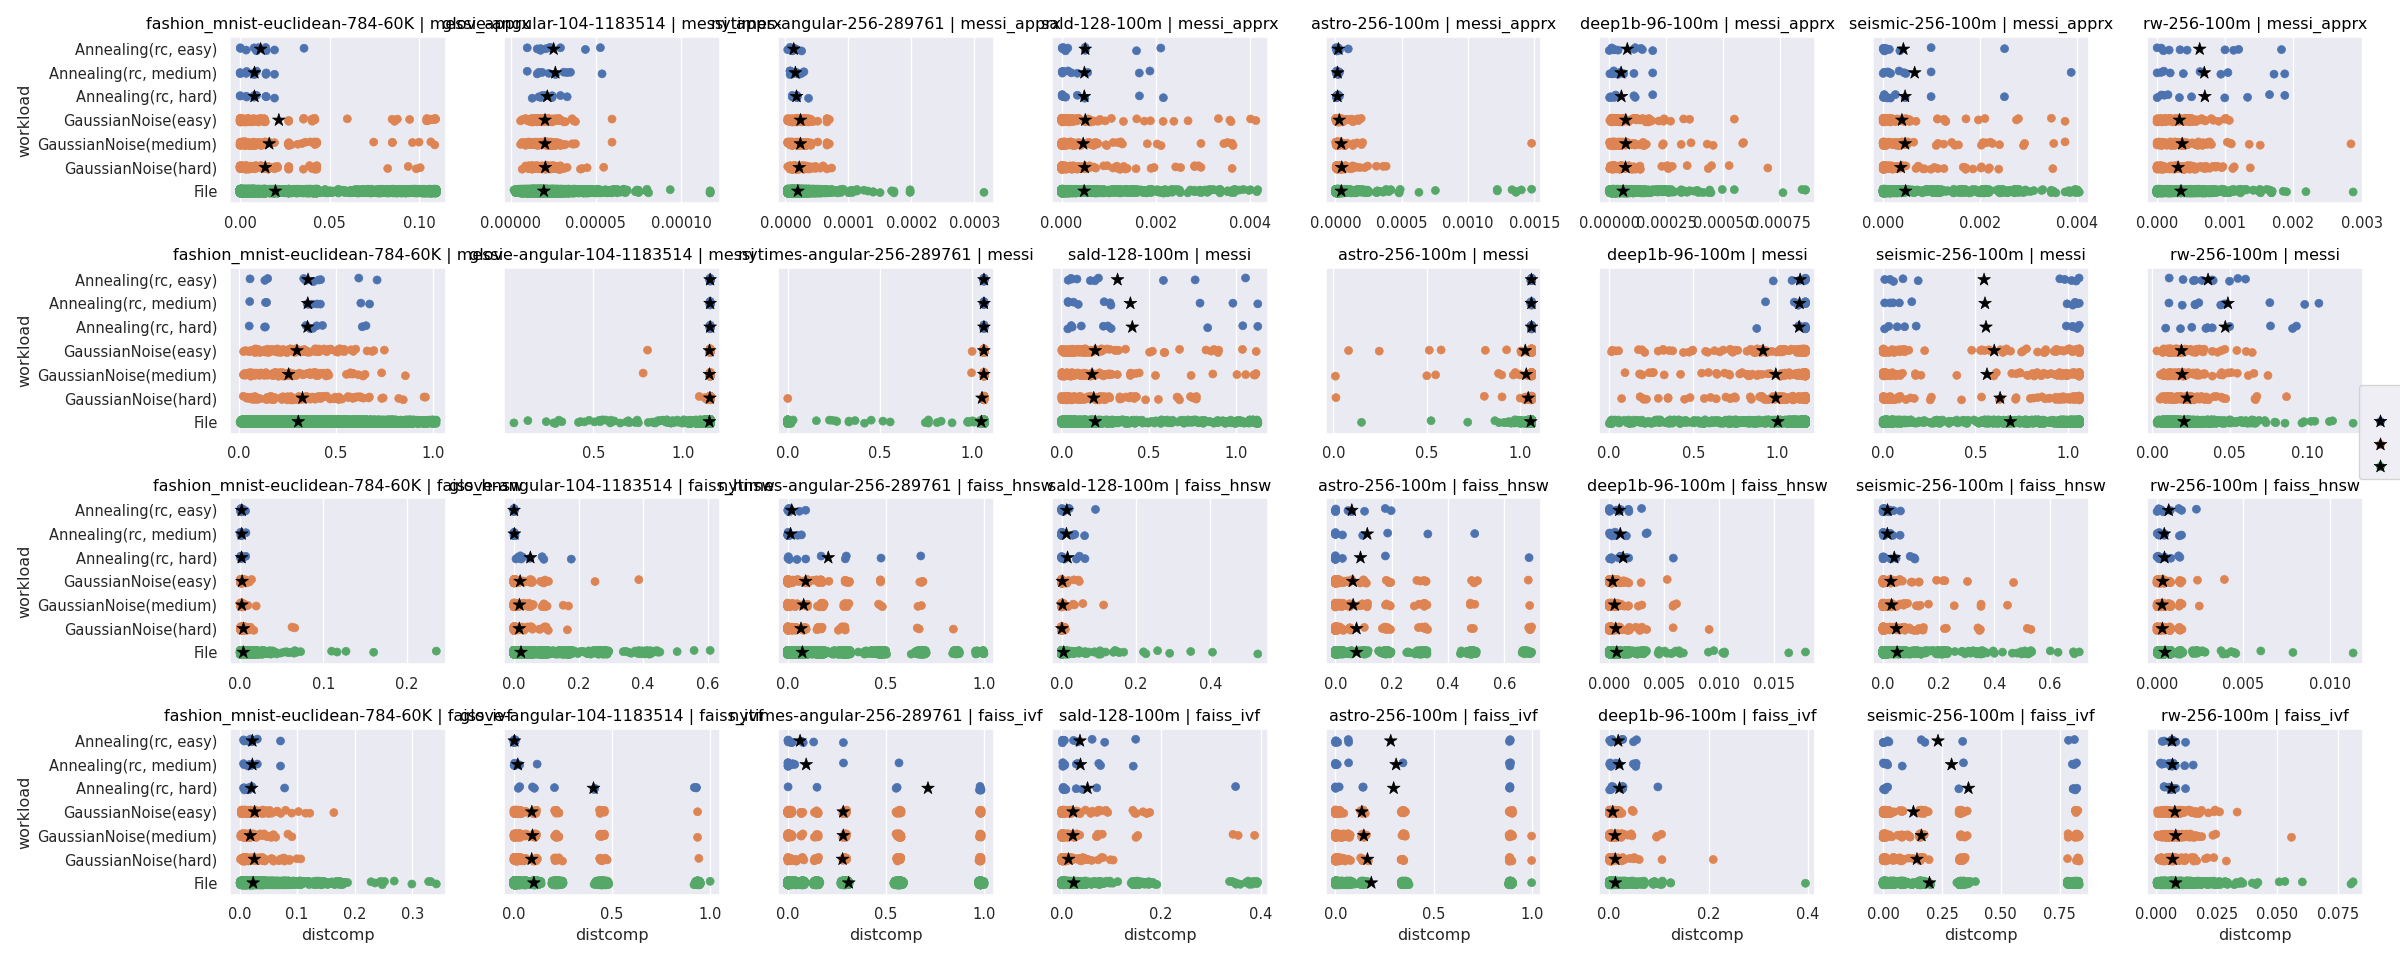 fashion_mnist-euclidean-784-60K | messi_apprx glove-angular-104-1183514 | messi_apprx nytimes-angular-256-289761 | messi_apprx sald-128-100m | messi_apprx astro-256-100m | messi_apprx deep1b-96-100m | messi_apprx seismic-256-100m | messi_apprx rw-256-100m | messi_apprx
workload
Annealing(rc, easy)
Annealing(rc, medium)
Annealing(rc, hard)
GaussianNoise(easy)
GaussianNoise(medium)
GaussianNoise(hard)
File
0.00 0.05 0.10 0.00000 0.00005 0.00010 0.0000 0.0001 0.0002 0.0003 0.000 0.002 0.004 0.0000 0.0005 0.0010 0.0015 0.00000 0.00025 0.00050 0.00075 0.000 0.002 0.004 0.000 0.001 0.002 0.003
fashion_mnist-euclidean-784-60K | messi glove-angular-104-1183514 | messi nytimes-angular-256-289761 | messi sald-128-100m | messi astro-256-100m | messi deep1b-96-100m | messi seismic-256-100m | messi rw-256-100m | messi
workload
Annealing(rc, easy)
Annealing(rc, medium)
Annealing(rc, hard)
GaussianNoise(easy)
GaussianNoise(medium)
GaussianNoise(hard)
File
0.0 0.5 1.0 0.5 1.0 0.0 0.5 1.0 0.0 0.5 1.0 0.0 0.5 1.0 0.0 0.5 1.0 0.0 0.5 1.0 0.00 0.05 0.10
fashion_mnist-euclidean-784-60K | faiss_hnsw glove-angular-104-1183514 | faiss_hnsw nytimes-angular-256-289761 | faiss_hnsw sald-128-100m | faiss_hnsw astro-256-100m | faiss_hnsw deep1b-96-100m | faiss_hnsw seismic-256-100m | faiss_hnsw rw-256-100m | faiss_hnsw
workload
Annealing(rc, easy)
Annealing(rc, medium)
Annealing(rc, hard)
GaussianNoise(easy)
GaussianNoise(medium)
GaussianNoise(hard)
File
0.0 0.1 0.2 0.0 0.2 0.4 0.6 0.0 0.5 1.0 0.0 0.2 0.4 0.0 0.2 0.4 0.6 0.000 0.005 0.010 0.015 0.0 0.2 0.4 0.6 0.000 0.005 0.010
fashion_mnist-euclidean-784-60K | faiss_ivf glove-angular-104-1183514 | faiss_ivf nytimes-angular-256-289761 | faiss_ivf sald-128-100m | faiss_ivf astro-256-100m | faiss_ivf deep1b-96-100m | faiss_ivf seismic-256-100m | faiss_ivf rw-256-100m | faiss_ivf
workload
Annealing(rc, easy)
Annealing(rc, medium)
Annealing(rc, hard)
GaussianNoise(easy)
GaussianNoise(medium)
GaussianNoise(hard)
File
0.0 0.1 0.2 0.3 0.0 0.5 1.0 0.0 0.5 1.0 0.0 0.2 0.4 0.0 0.5 1.0 0.0 0.2 0.4 0.00 0.25 0.50 0.75 0.000 0.025 0.050 0.075
distcomp distcomp distcomp distcomp distcomp distcomp distcomp distcomp